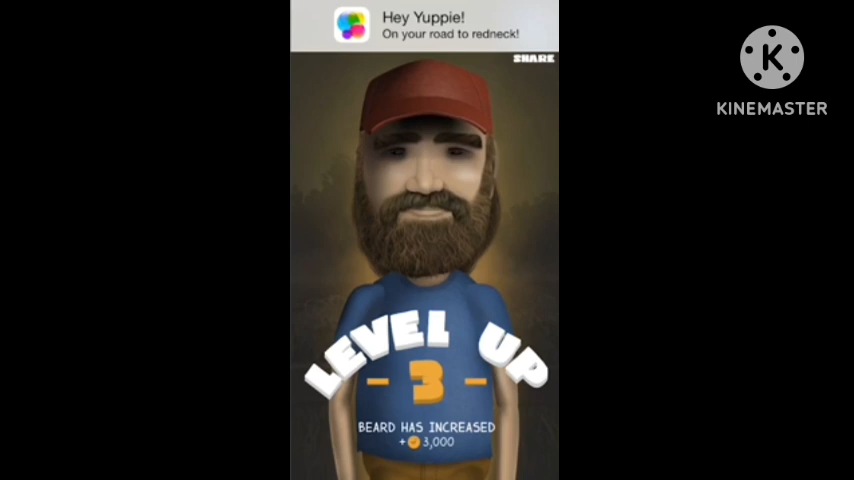 Hey Yuppie!
On your road to redneck!
SHARE
K
KINEMASTER
LEVEL UP
- 3 -
BEARD HAS INCREASED
+ 3,000